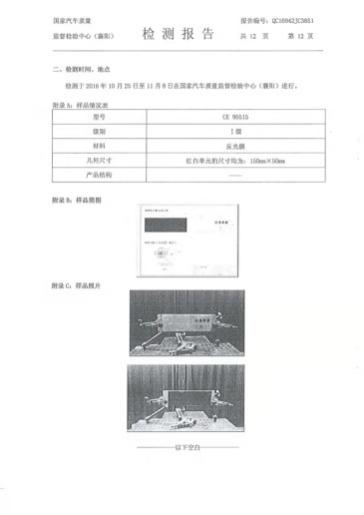 国家汽车质量
监督检验中心（襄阳）
检 测 报 告
报告编号：QC16042JC3851
共 12 页 第 12 页
二、检测时间、地点
检测于2016年10月25日至11月8日在国家汽车质量监督检验中心（襄阳）进行。
附录A：样品情况表
型号 CE 90515
级别 I 级
材料 反光膜
几何尺寸 红白单元的尺寸均为：150mm×50mm
产品结构 ——
附录B：样品简图
附录C：样品照片
以下空白